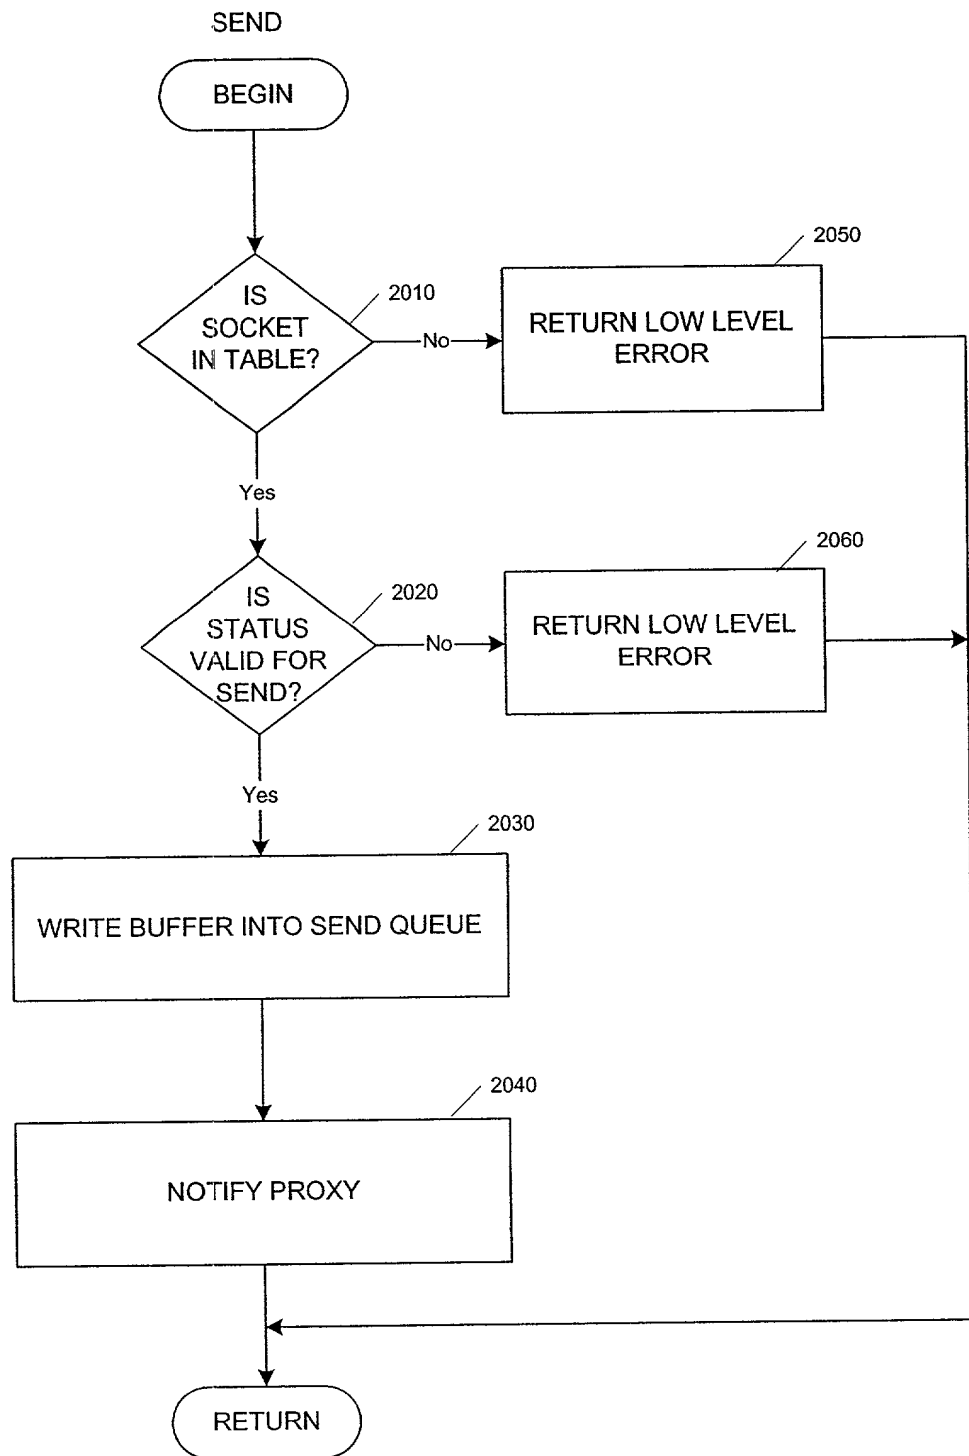 SEND
BEGIN
2050
2010
IS
SOCKET
IN TABLE?
No
RETURN LOW LEVEL
ERROR
Yes
2060
2020
IS
STATUS
VALID FOR
SEND?
No
RETURN LOW LEVEL
ERROR
Yes
2030
WRITE BUFFER INTO SEND QUEUE
2040
NOTIFY PROXY
RETURN